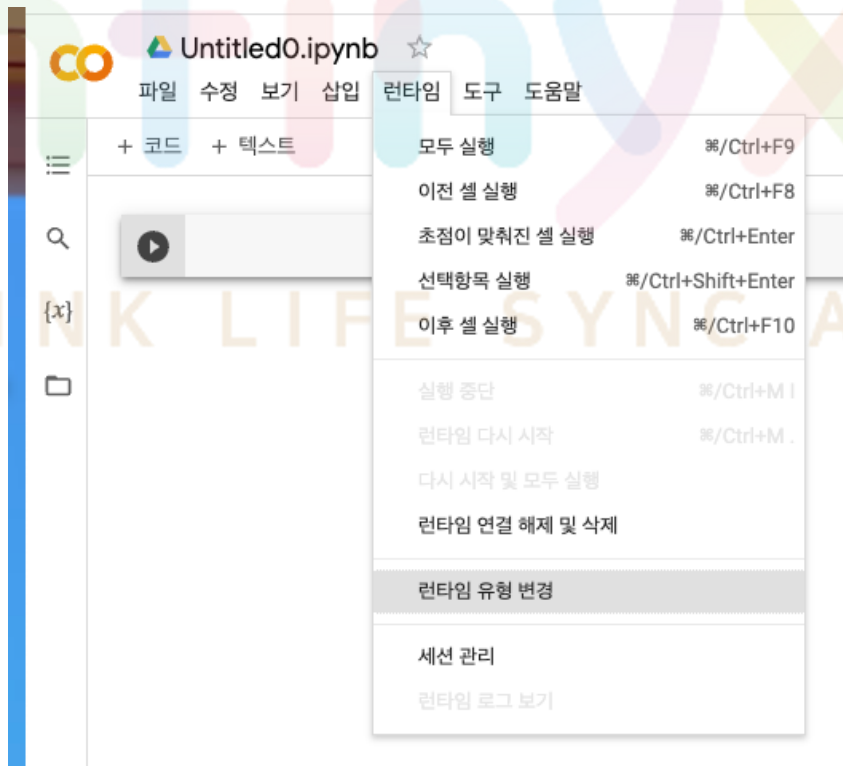 Untitled0.ipynb
파일 수정 보기 삽입 런타임 도구 도움말
+ 코드 + 텍스트
모두 실행 ⌘/Ctrl+F9
이전 셀 실행 ⌘/Ctrl+F8
초점이 맞춰진 셀 실행 ⌘/Ctrl+Enter
선택항목 실행 ⌘/Ctrl+Shift+Enter
이후 셀 실행 ⌘/Ctrl+F10
{x}
INK LIFE SYNC A
실행 중단 ⌘/Ctrl+M I
런타임 다시 시작 ⌘/Ctrl+M .
다시 시작 및 모두 실행
런타임 연결 해제 및 삭제
런타임 유형 변경
세션 관리
런타임 로그 보기